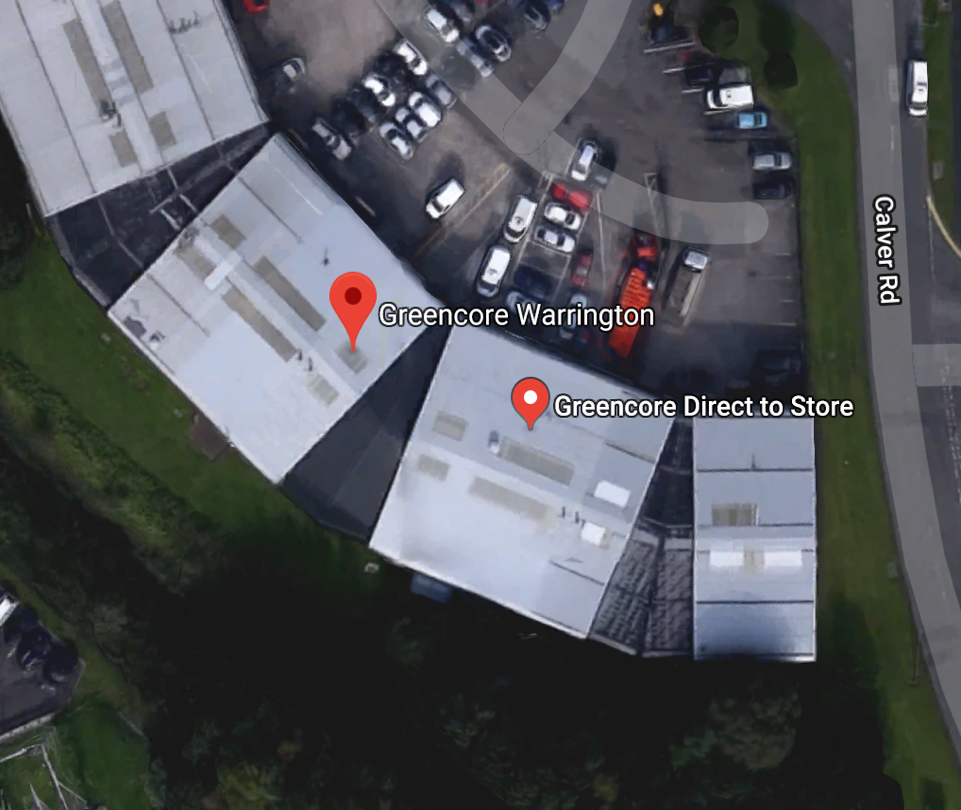 Greencore Warrington
Greencore Direct to Store
Calver Rd